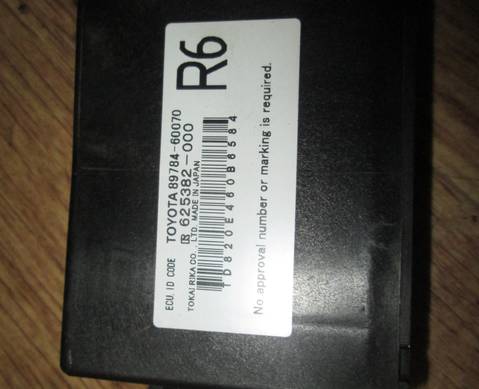 ECU, ID CODE TOYOTA 89784-60070
625382-000
R6
TOKAI RIKA CO., LTD. MADE IN JAPAN
1D820E460B6584
No approval number or marking is required.